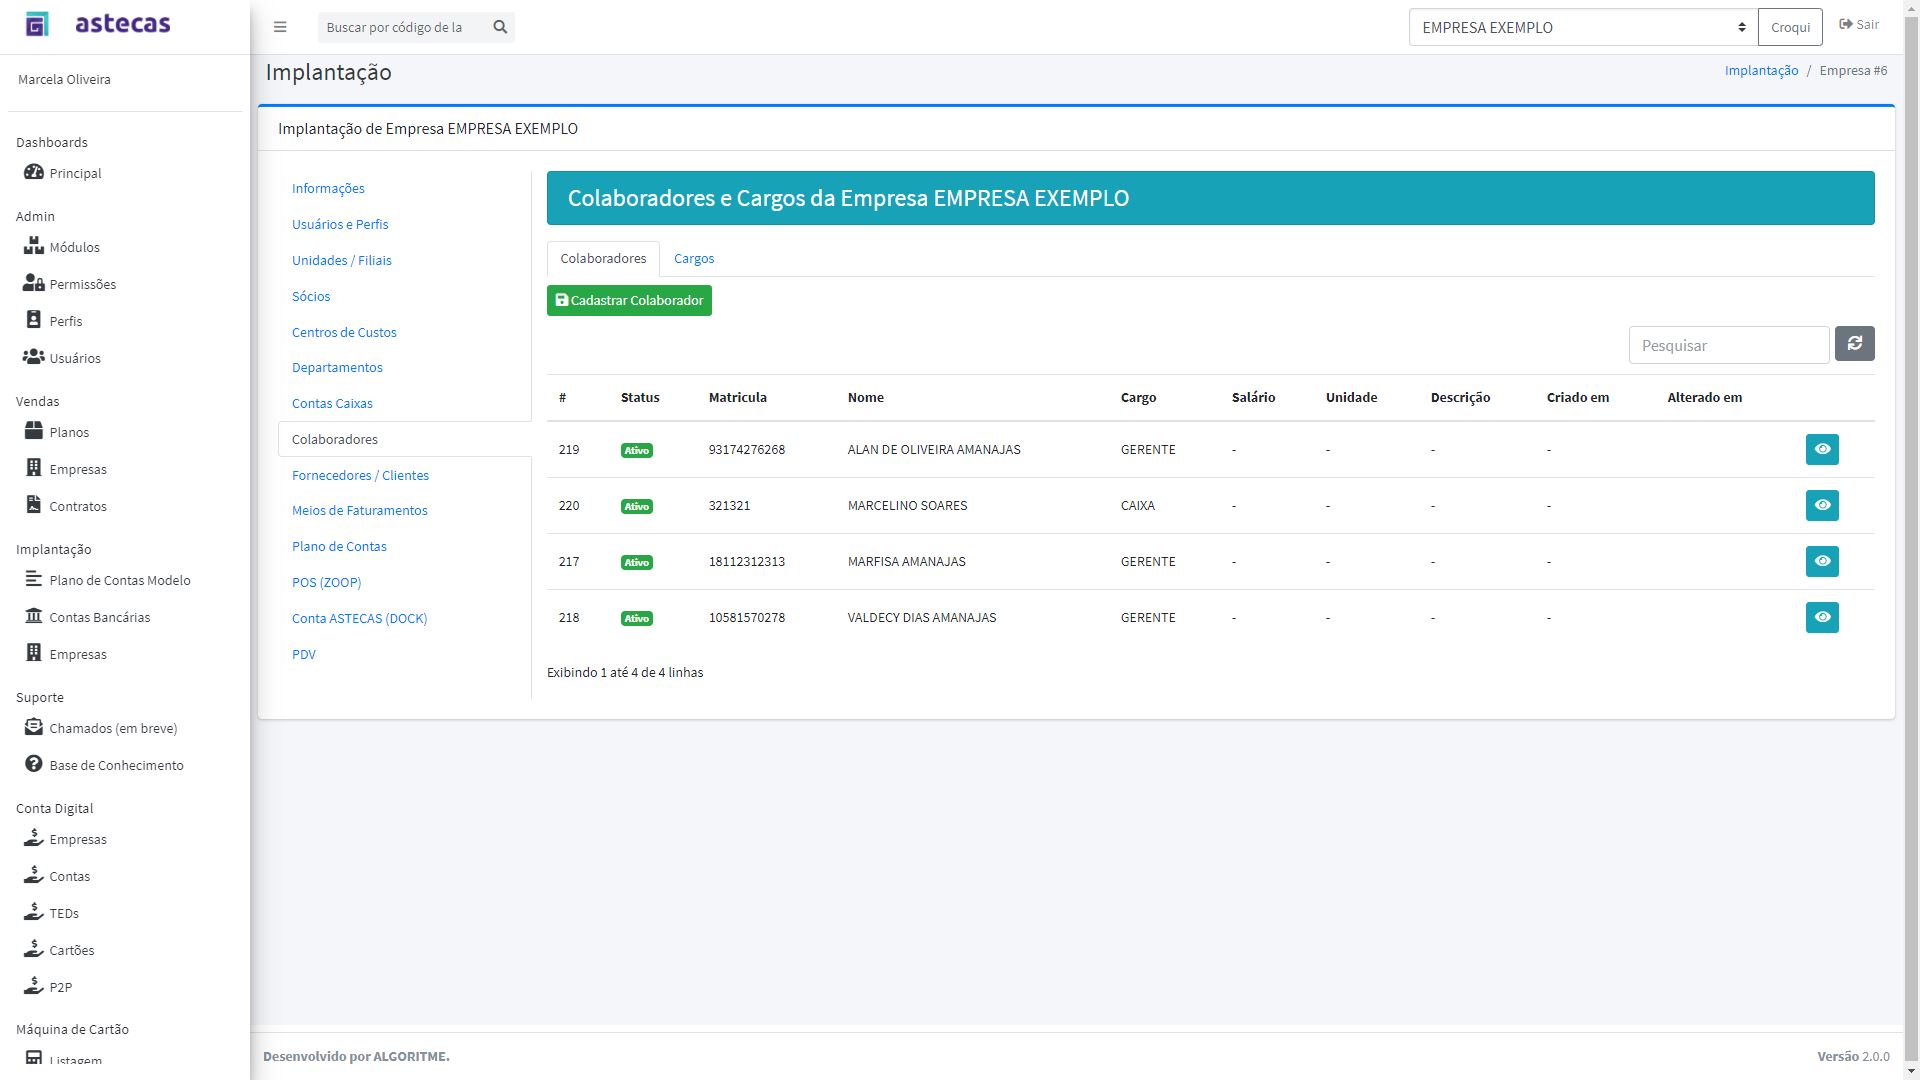 astecas
Buscar por código de la
EMPRESA EXEMPLO
Croqui
Sair
Marcela Oliveira
Dashboards
Principal
Admin
Módulos
Permissões
Perfis
Usuários
Vendas
Planos
Empresas
Contratos
Implantação
Plano de Contas Modelo
Contas Bancárias
Empresas
Suporte
Chamados (em breve)
Base de Conhecimento
Conta Digital
Empresas
Contas
TEDs
Cartões
P2P
Máquina de Cartão
Listagem
Implantação
Implantação / Empresa #6
Implantação de Empresa EMPRESA EXEMPLO
Informações
Usuários e Perfis
Unidades / Filiais
Sócios
Centros de Custos
Departamentos
Contas Caixas
Colaboradores
Fornecedores / Clientes
Meios de Faturamentos
Plano de Contas
POS (ZOOP)
Conta ASTECAS (DOCK)
PDV
Colaboradores e Cargos da Empresa EMPRESA EXEMPLO
Colaboradores Cargos
Cadastrar Colaborador
Pesquisar
# Status Matricula Nome Cargo Salário Unidade Descrição Criado em Alterado em
219 Ativo 93174276268 ALAN DE OLIVEIRA AMANAJAS GERENTE - - - -
220 Ativo 321321 MARCELINO SOARES CAIXA - - - -
217 Ativo 18112312313 MARFISA AMANAJAS GERENTE - - - -
218 Ativo 10581570278 VALDECY DIAS AMANAJAS GERENTE - - - -
Exibindo 1 até 4 de 4 linhas
Desenvolvido por ALGORITME.
Versão 2.0.0